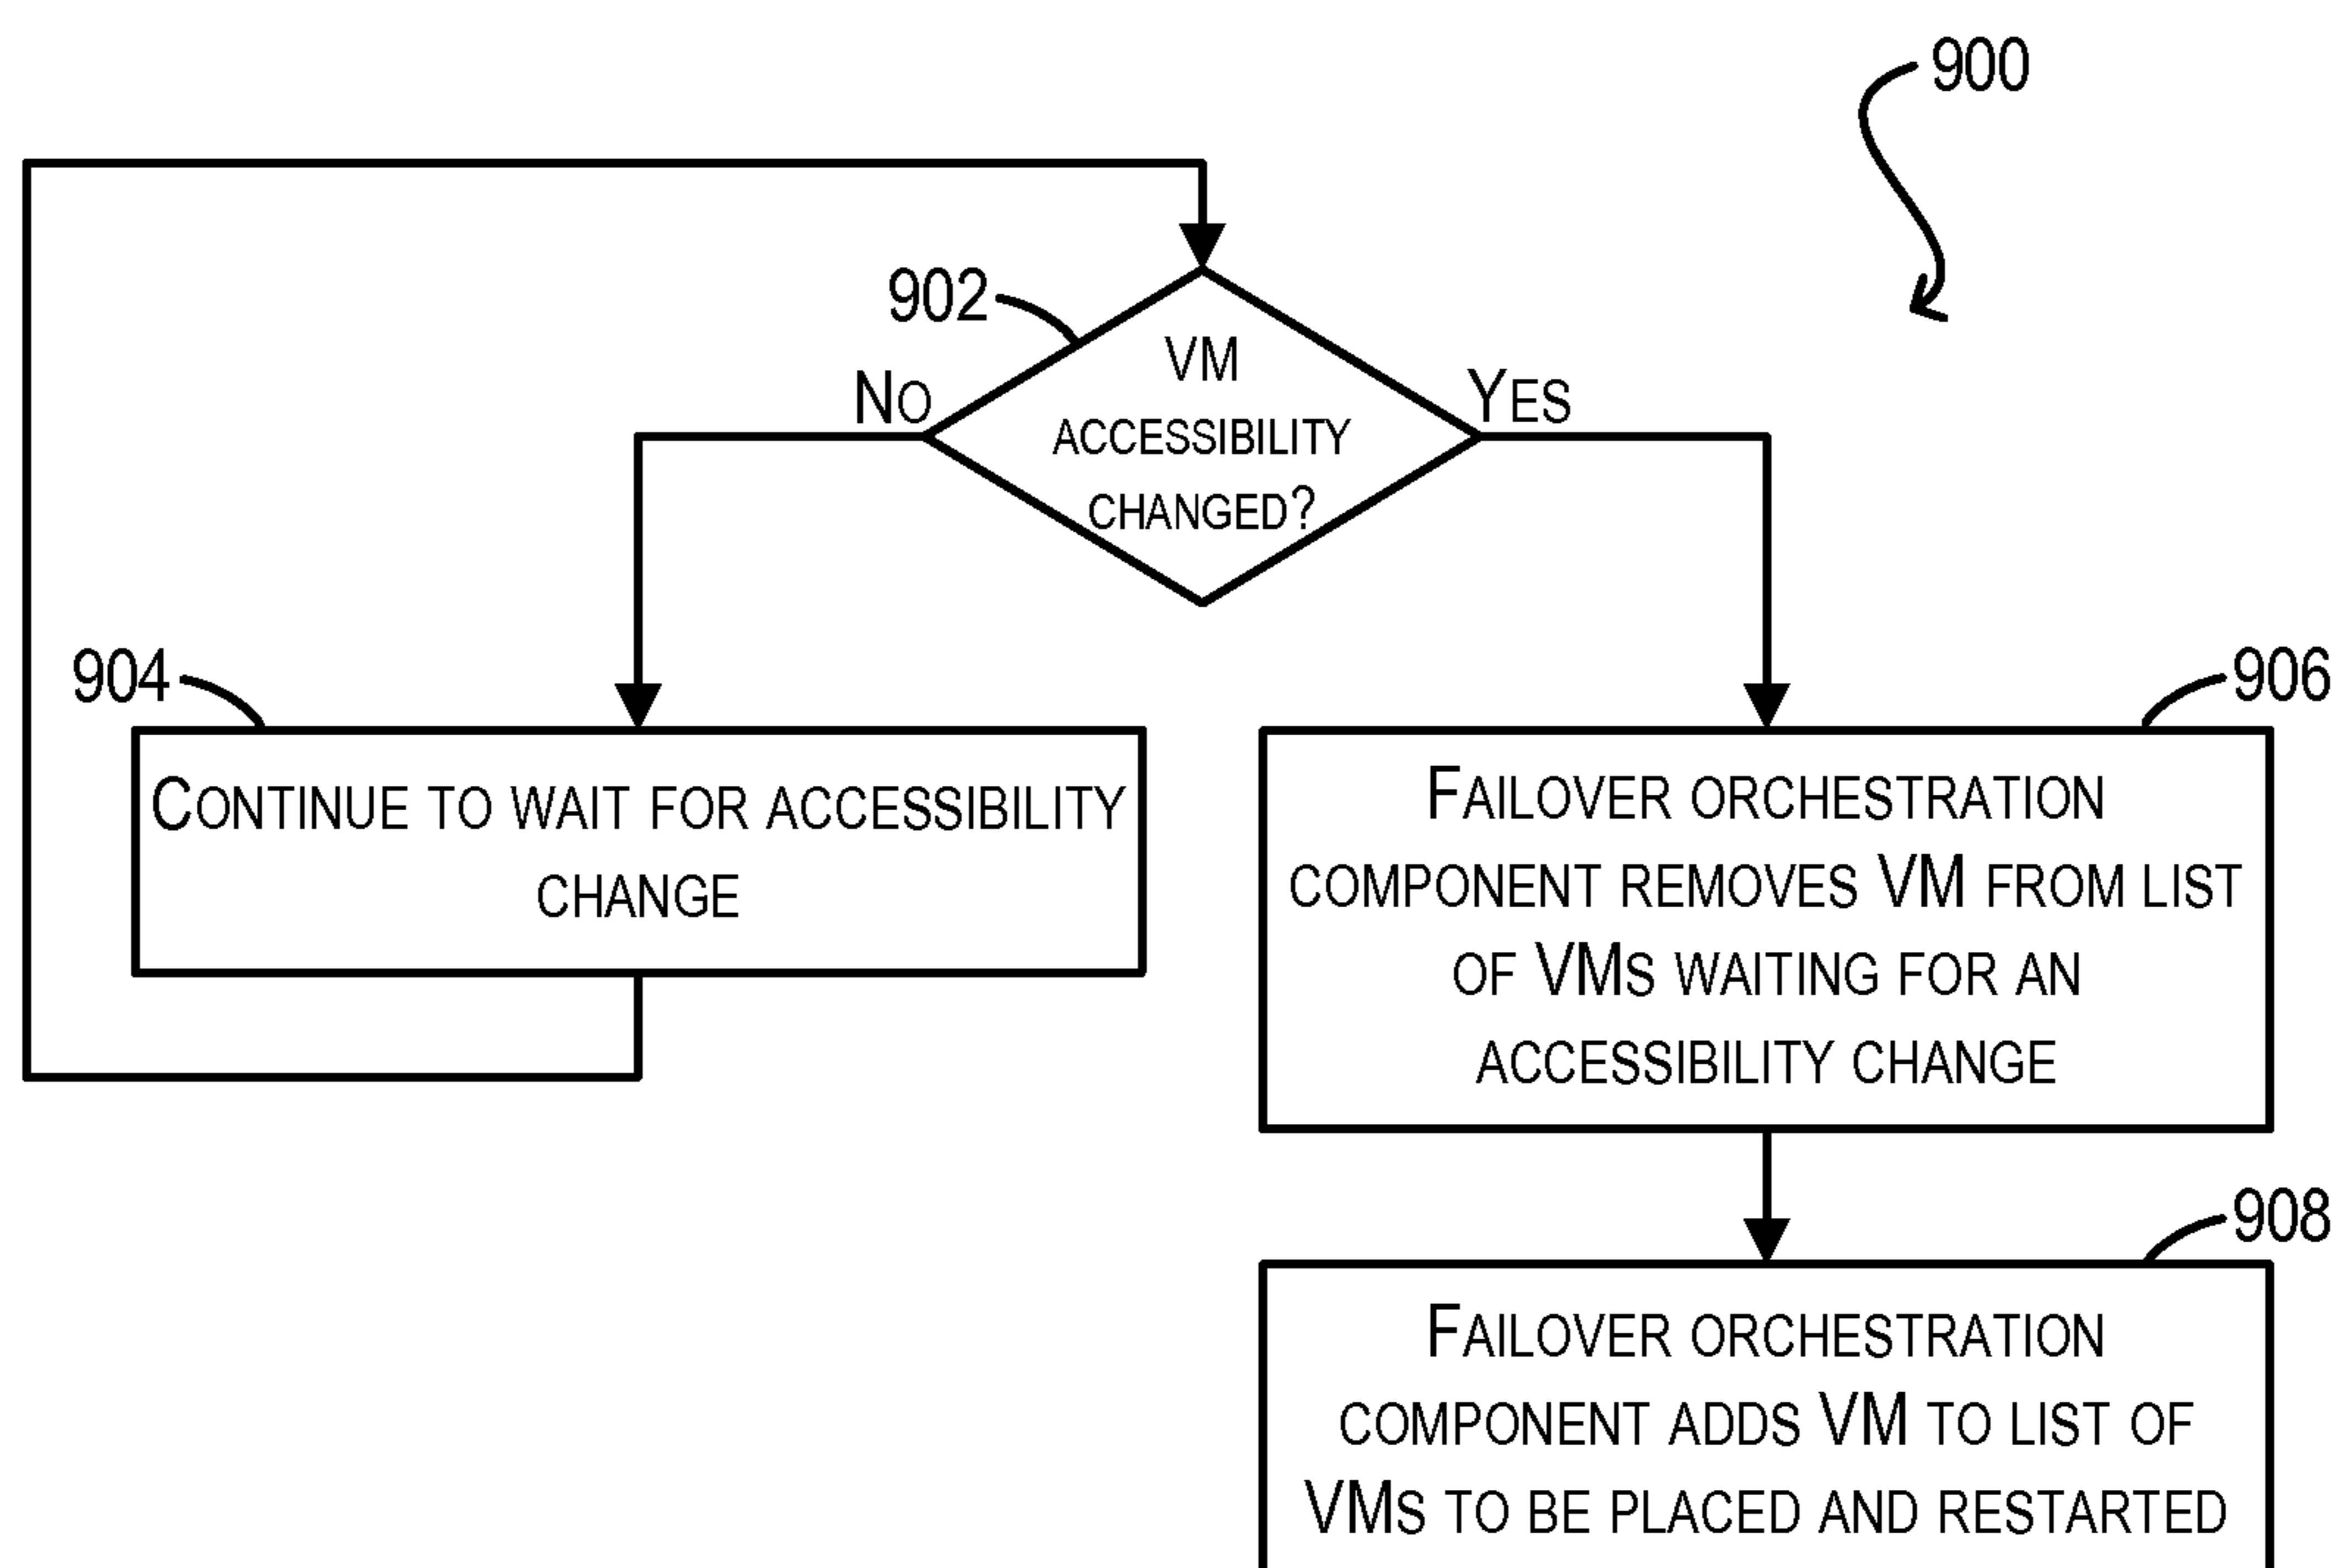 900
902
VM
ACCESSIBILITY
CHANGED?
NO
YES
904
CONTINUE TO WAIT FOR ACCESSIBILITY
CHANGE
906
FAILOVER ORCHESTRATION
COMPONENT REMOVES VM FROM LIST
OF VMS WAITING FOR AN
ACCESSIBILITY CHANGE
908
FAILOVER ORCHESTRATION
COMPONENT ADDS VM TO LIST OF
VMS TO BE PLACED AND RESTARTED